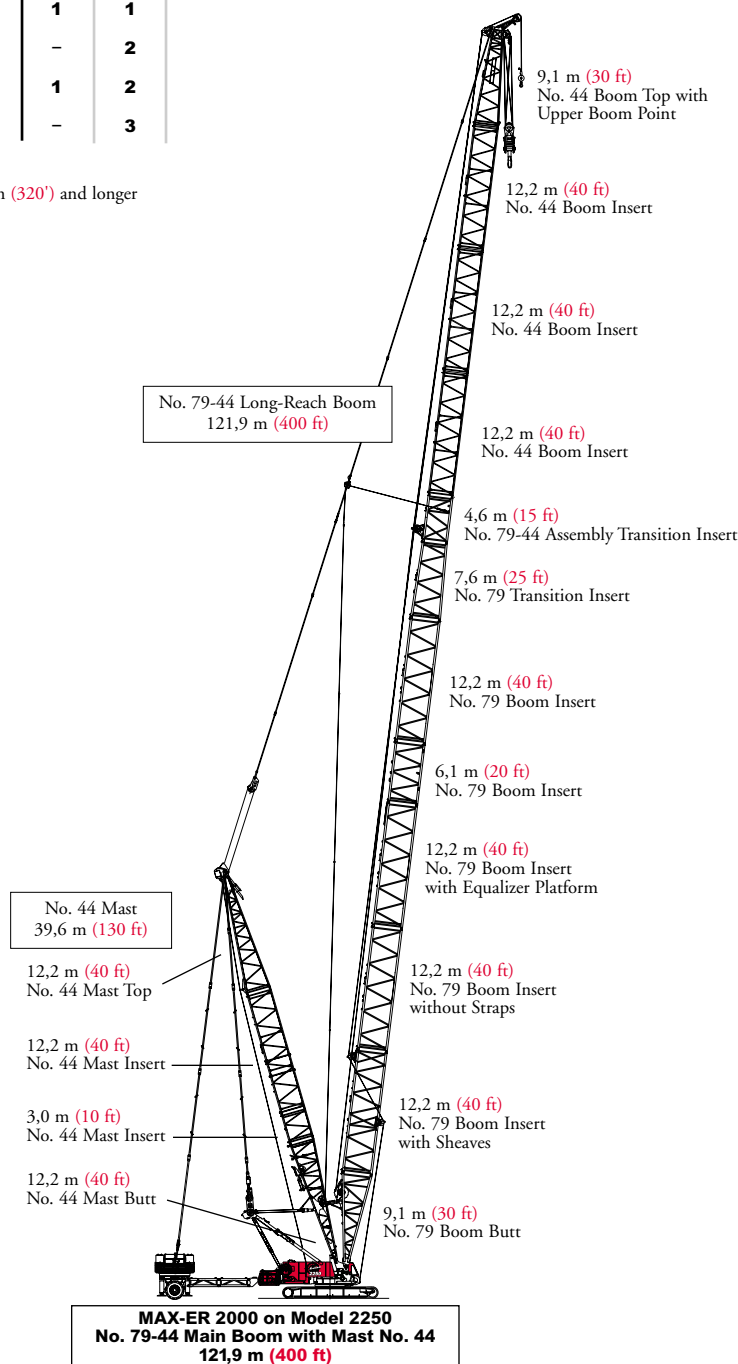 1 1
– 2
1 2
– 3
n (320') and longer
9,1 m (30 ft)
No. 44 Boom Top with
Upper Boom Point
12,2 m (40 ft)
No. 44 Boom Insert
12,2 m (40 ft)
No. 44 Boom Insert
No. 79-44 Long-Reach Boom
121,9 m (400 ft)
12,2 m (40 ft)
No. 44 Boom Insert
4,6 m (15 ft)
No. 79-44 Assembly Transition Insert
7,6 m (25 ft)
No. 79 Transition Insert
12,2 m (40 ft)
No. 79 Boom Insert
6,1 m (20 ft)
No. 79 Boom Insert
12,2 m (40 ft)
No. 79 Boom Insert
with Equalizer Platform
No. 44 Mast
39,6 m (130 ft)
12,2 m (40 ft)
No. 44 Mast Top
12,2 m (40 ft)
No. 79 Boom Insert
without Straps
12,2 m (40 ft)
No. 44 Mast Insert
3,0 m (10 ft)
No. 44 Mast Insert
12,2 m (40 ft)
No. 79 Boom Insert
with Sheaves
12,2 m (40 ft)
No. 44 Mast Butt
9,1 m (30 ft)
No. 79 Boom Butt
2250
MAX-ER 2000 on Model 2250
No. 79-44 Main Boom with Mast No. 44
121,9 m (400 ft)